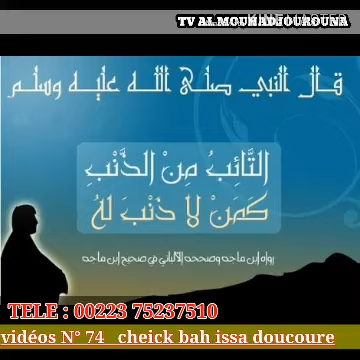 TV AL MOUHADJOUROUNA
قال النبي صلى الله عليه وسلم
التَّائِبُ مِنْ الذَّنْبِ
كَمَنْ لَا ذَنْبَ لَهُ
رواه ابن ماجه وصححه الألباني في صحيح ابن ماجه
TELE : 00223 75237510
vidéos N° 74 cheick bah issa doucoure